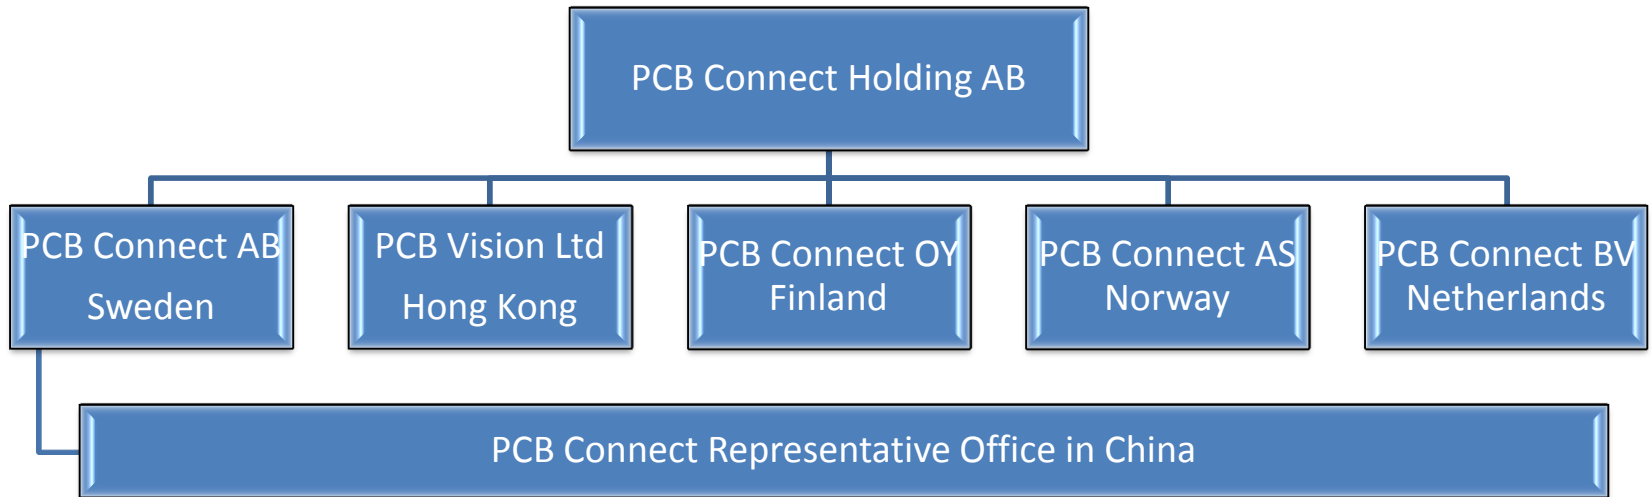 PCB Connect Holding AB
PCB Connect AB
Sweden
PCB Vision Ltd
Hong Kong
PCB Connect OY
Finland
PCB Connect AS
Norway
PCB Connect BV
Netherlands
PCB Connect Representative Office in China